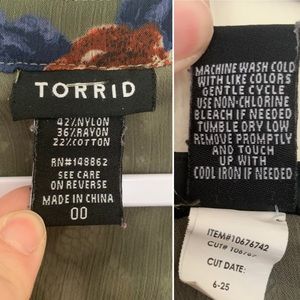 TORRID
42%NYLON
36%RAYON
22%COTTON
RN#148862
SEE CARE
ON REVERSE
MADE IN CHINA
00
MACHINE WASH COLD
WITH LIKE COLORS
GENTLE CYCLE
USE NON-CHLORINE
BLEACH IF NEEDED
TUMBLE DRY LOW
REMOVE PROMPTLY
AND TOUCH
UP WITH
COOL IRON IF NEEDED
ITEM#10676742
CUT#
CUT DATE:
6-25